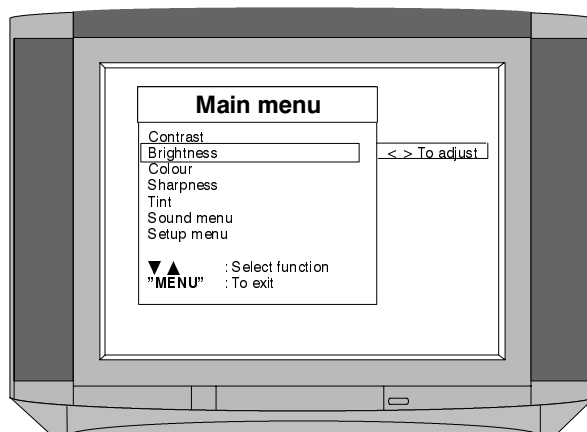 Main menu
Contrast
Brightness
< > To adjust
Colour
Sharpness
Tint
Sound menu
Setup menu
▼ ▲ : Select function
”MENU” : To exit